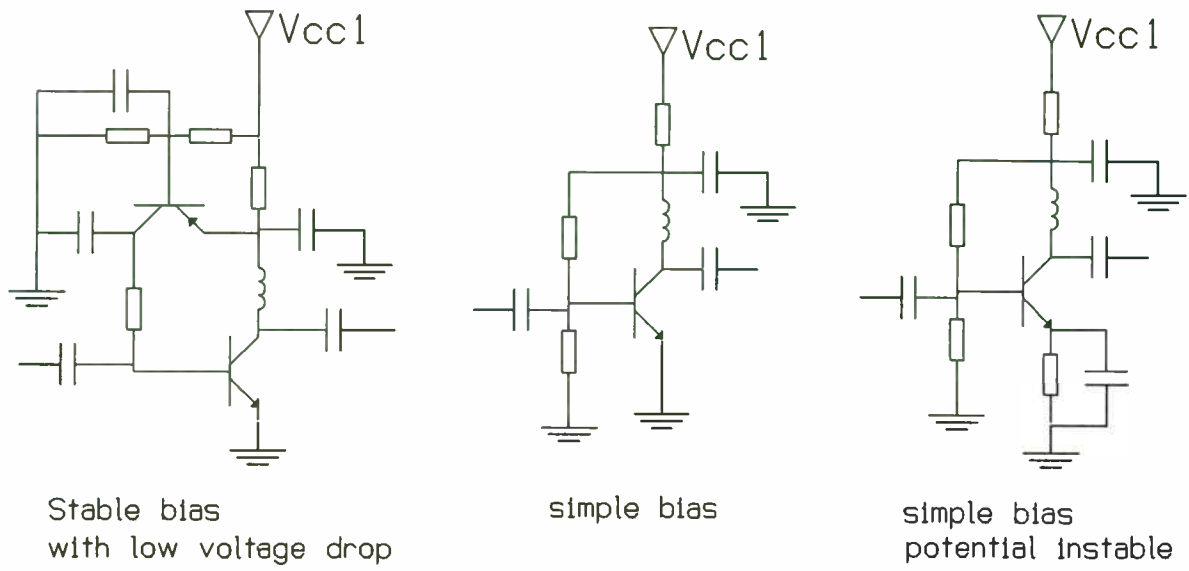 Vcc1
Vcc1
Vcc1
Stable bias
with low voltage drop
simple bias
simple bias
potential instable